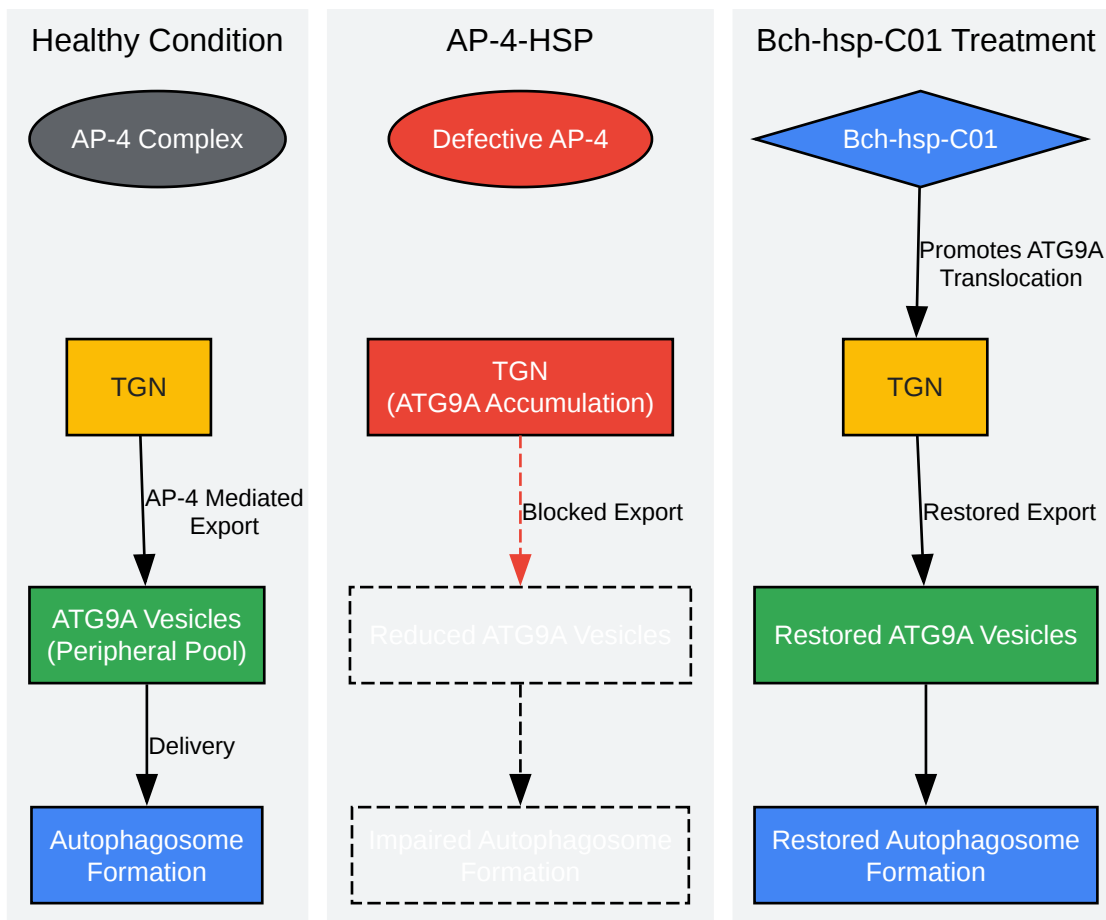 Healthy Condition
AP-4 Complex
TGN
AP-4 Mediated
Export
ATG9A Vesicles
(Peripheral Pool)
Delivery
Autophagosome
Formation
AP-4-HSP
Defective AP-4
TGN
(ATG9A Accumulation)
Blocked Export
Reduced ATG9A Vesicles
Impaired Autophagosome
Formation
Bch-hsp-C01 Treatment
Bch-hsp-C01
Promotes ATG9A
Translocation
TGN
Restored Export
Restored ATG9A Vesicles
Restored Autophagosome
Formation